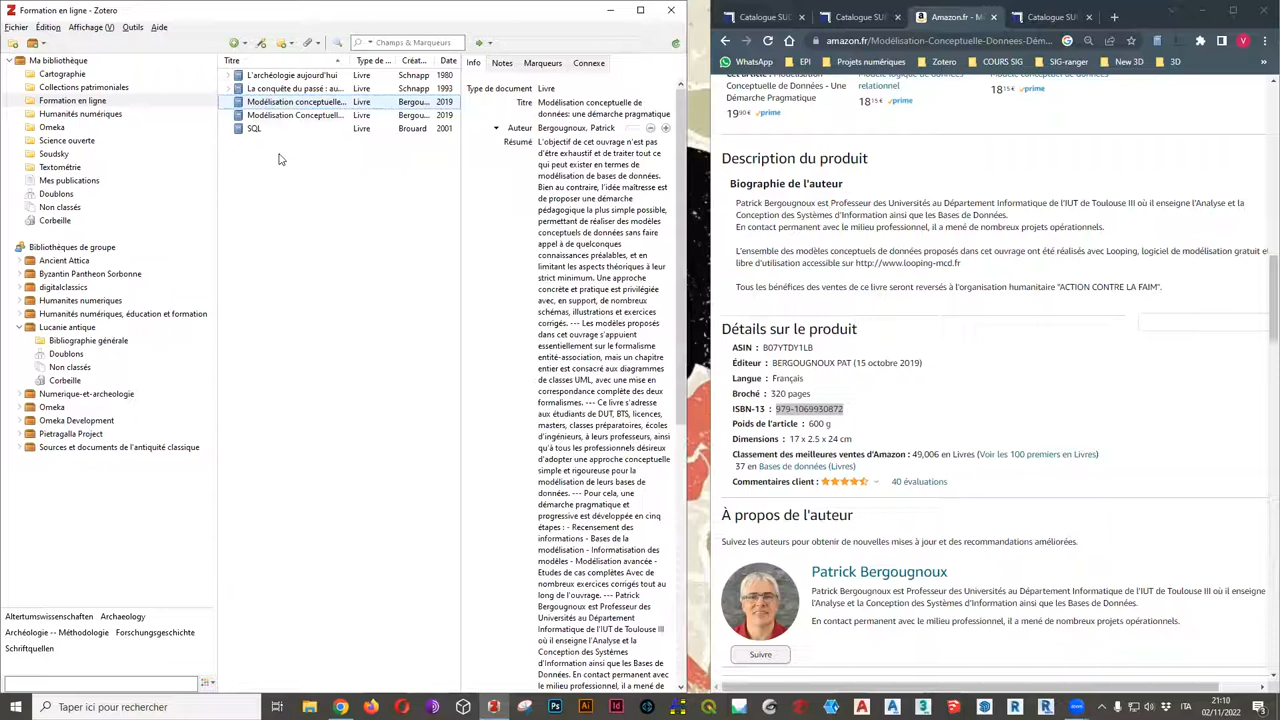 Formation en ligne - Zotero
Fichier Édition Affichage (V) Outils Aide
Champs & Marqueurs
Ma bibliothèque
Cartographie
Collections patrimoniales
Formation en ligne
Humanités numériques
Omeka
Science ouverte
Soudsky
Textométrie
Mes publications
Doublons
Non classés
Corbeille
Bibliothèques de groupe
Ancient Attica
Byzantin Pantheon Sorbonne
digitalclassics
Humanites numeriques
Humanités numériques, éducation et formation
Lucanie antique
Bibliographie générale
Doublons
Non classés
Corbeille
Numerique-et-archeologie
Omeka
Omeka Development
Pietragalla Project
Sources et documents de l'antiquité classique
Altertumswissenschaften Archaeology
Archéologie -- Méthodologie Forschungsgeschichte
Schriftquellen
Titre Type de ... Créat... Date
L'archéologie aujourd'hui Livre Schnapp 1980
La conquête du passé : au... Livre Schnapp 1993
Modélisation conceptuelle... Livre Bergou... 2019
Modélisation Conceptuell... Livre Bergou... 2019
SQL Livre Brouard 2001
Info Notes Marqueurs Connexe
Type de document Livre
Titre Modélisation conceptuelle de
données: une démarche pragmatique
Auteur Bergougnoux, Patrick
Résumé L'objectif de cet ouvrage n'est pas
d'être exhaustif et de traiter tout ce
qui peut exister en termes de
modélisation de bases de données.
Bien au contraire, l'idée maîtresse est
de proposer une démarche
pédagogique la plus simple possible,
permettant de réaliser des modèles
conceptuels de données sans faire
appel à de quelconques
connaissances préalables, et en
limitant les aspects théoriques à leur
strict minimum. Une approche
concrète et pratique est privilégiée
avec, en support, de nombreux
schémas, illustrations et exercices
corrigés. --- Les modèles proposés
dans cet ouvrage s'appuient
essentiellement sur le formalisme
entité-association, mais un chapitre
entier est consacré aux diagrammes
de classes UML, avec une mise en
correspondance complète des deux
formalismes. --- Ce livre s'adresse
aux étudiants de DUT, BTS, licences,
masters, classes préparatoires, écoles
d'ingénieurs, à leurs professeurs, ainsi
qu'à tous les professionnels désireux
d'adopter une approche conceptuelle
simple et rigoureuse pour la
modélisation de leurs bases de
données. --- Pour cela, une
démarche pragmatique et
progressive est développée en cinq
étapes : - Recensement des
informations - Bases de la
modélisation - Informatisation des
modèles - Modélisation avancée -
Etudes de cas complètes Avec de
nombreux exercices corrigés tout au
long de l'ouvrage. --- Patrick
Bergougnoux est Professeur des
Universités au Département
Informatique de l'IUT de Toulouse III
où il enseigne l'Analyse et la
Conception des Systèmes
d'Information ainsi que les Bases de
Données. En contact permanent avec
le milieu professionnel, il a mené de
Catalogue SU Catalogue SU Amazon.fr - M Catalogue SU
amazon.fr/Modélisation-Conceptuelle-Données-Dém...
WhatsApp EPI Projets numériques Zotero COURS SIG SIG-ranger New 3D 3D
Conceptuelle de Données - Une
Démarche Pragmatique
19,90 € prime
relationnel
18,15 € prime
18,15 € prime
Description du produit
Biographie de l'auteur
Patrick Bergougnoux est Professeur des Universités au Département Informatique de l'IUT de Toulouse III où il enseigne l'Analyse et la
Conception des Systèmes d'Information ainsi que les Bases de Données.
En contact permanent avec le milieu professionnel, il a mené de nombreux projets opérationnels.
L'ensemble des modèles conceptuels de données proposés dans cet ouvrage ont été réalisés avec Looping, logiciel de modélisation gratuit e
libre d'utilisation accessible sur http://www.looping-mcd.fr
Tous les bénéfices des ventes de ce livre seront reversés à l'organisation humanitaire "ACTION CONTRE LA FAIM".
Détails sur le produit
ASIN : B07YTDY1LB
Éditeur : BERGOUGNOUX PAT (15 octobre 2019)
Langue : Français
Broché : 320 pages
ISBN-13 : 979-1069930872
Poids de l'article : 600 g
Dimensions : 17 x 2.5 x 24 cm
Classement des meilleures ventes d'Amazon : 49,006 en Livres (Voir les 100 premiers en Livres)
37 en Bases de données (Livres)
Commentaires client : 40 évaluations
À propos de l'auteur
Suivez les auteurs pour obtenir de nouvelles mises à jour et des recommandations améliorées.
Patrick Bergougnoux
Patrick Bergougnoux est Professeur des Universités au Département Informatique de l'IUT de Toulouse III où il enseigne
l'Analyse et la Conception des Systèmes d'Information ainsi que les Bases de Données.
En contact permanent avec le milieu professionnel, il a mené de nombreux projets opérationnels.
Suivre
Taper ici pour rechercher
ITA 21:10
02/11/2022